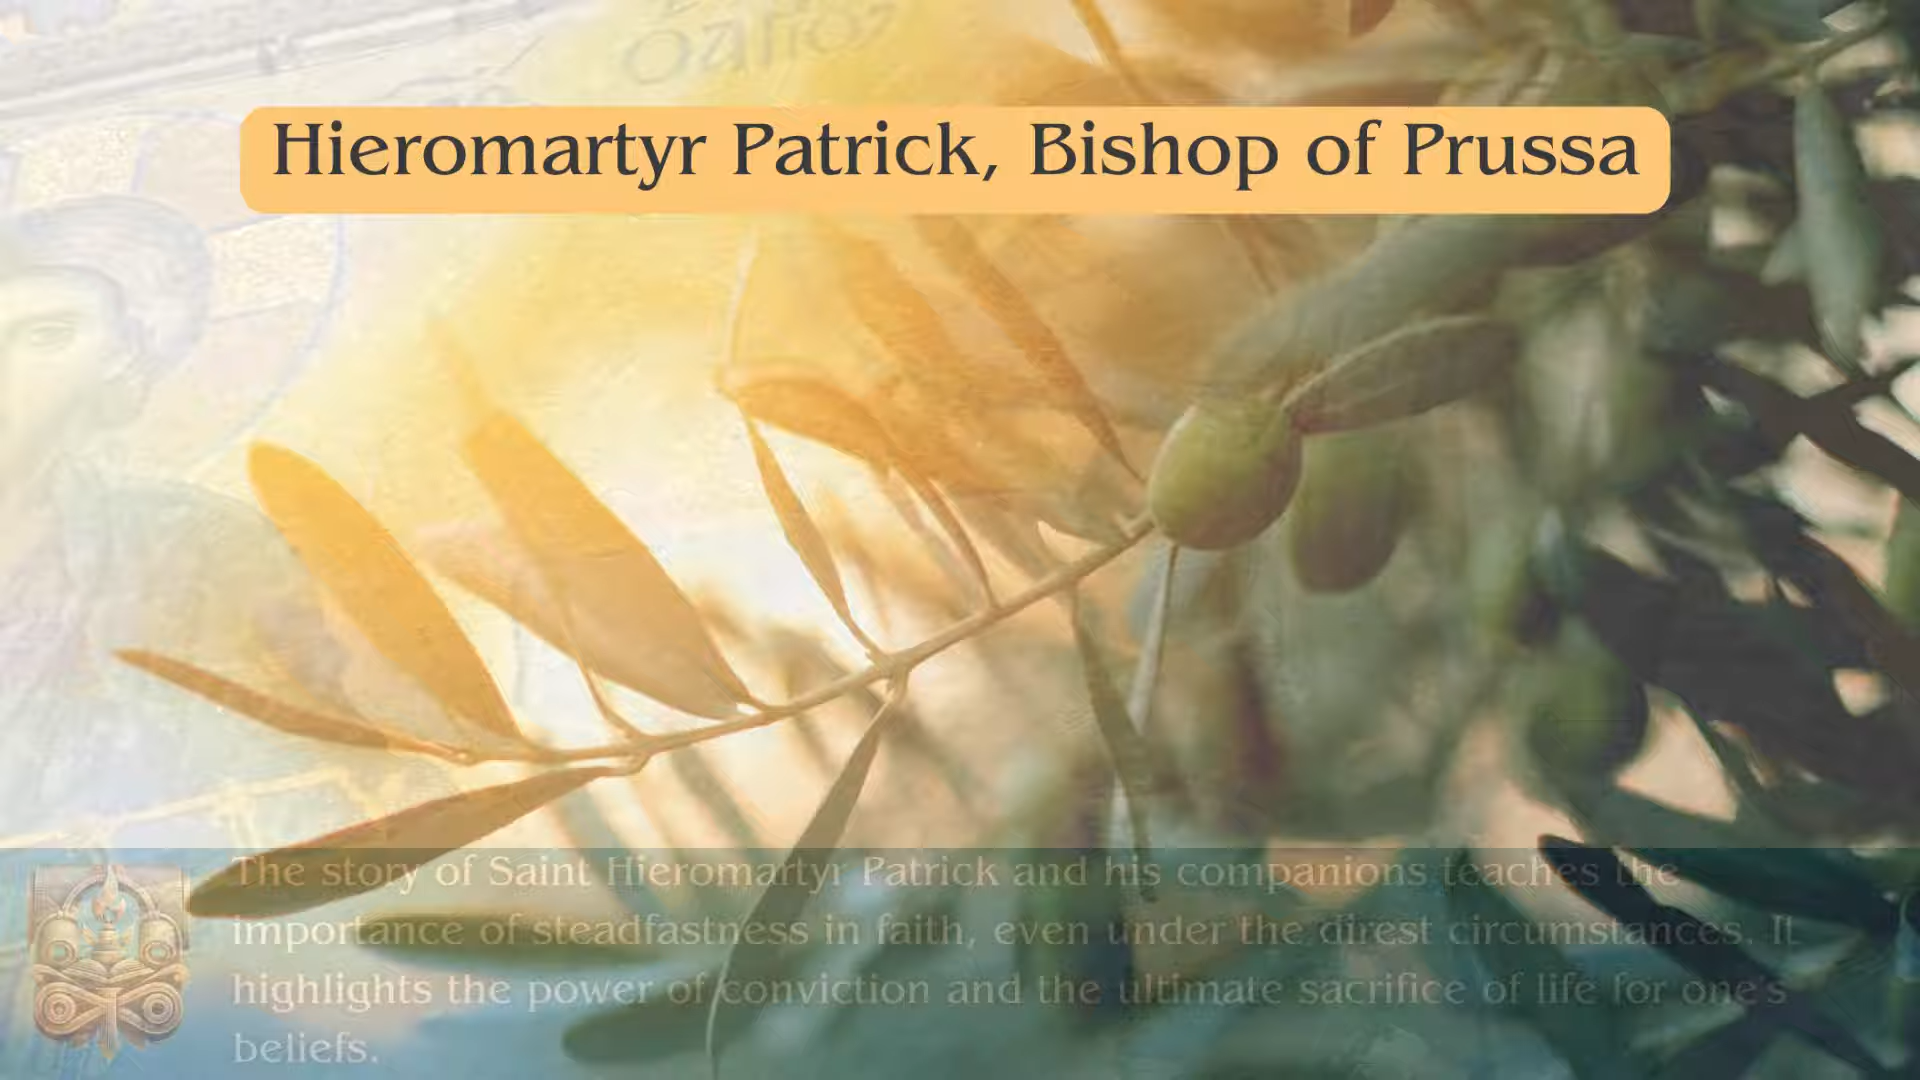 Hieromartyr Patrick, Bishop of Prussa
The story of Saint Hieromartyr Patrick and his companions teaches the
importance of steadfastness in faith, even under the direst circumstances. It
highlights the power of conviction and the ultimate sacrifice of life for one's
beliefs.